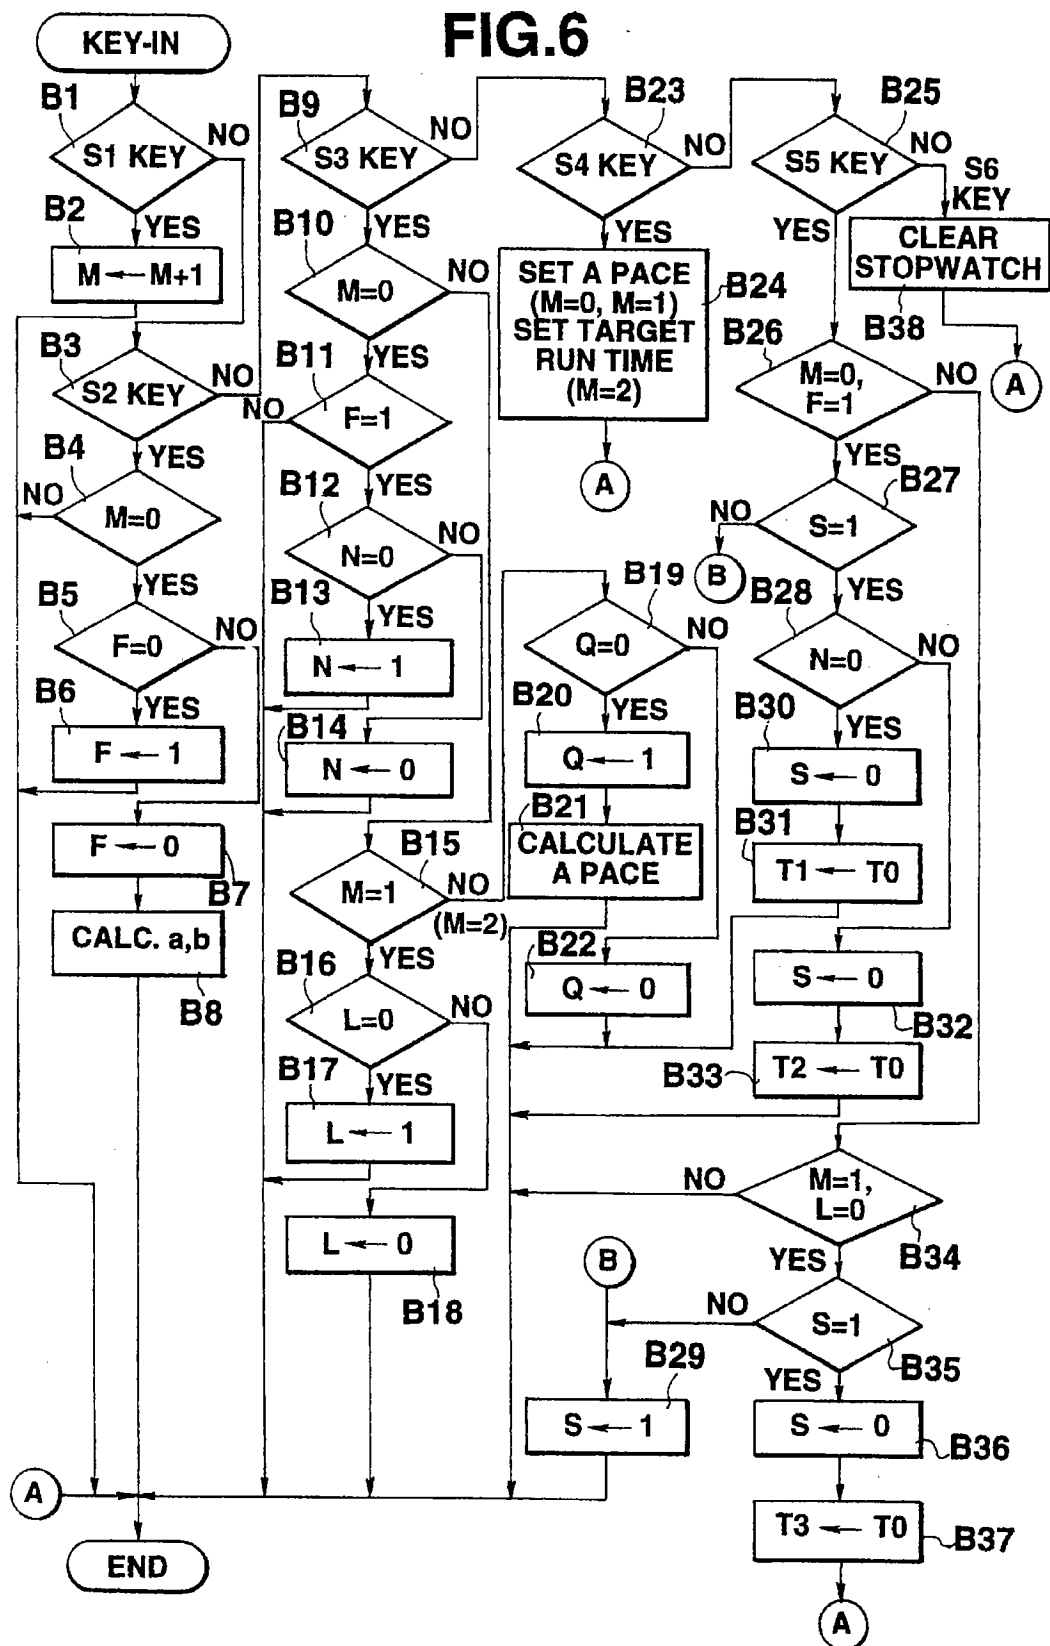 FIG.6
KEY-IN
B1
S1 KEY
NO
YES
B2
M ← M+1
B3
S2 KEY
NO
YES
B4
NO
M=0
YES
B5
F=0
NO
YES
B6
F ← 1
F ← 0
B7
CALC. a,b
B8
A
END
B9
S3 KEY
NO
YES
B10
M=0
NO
YES
B11
NO
F=1
YES
B12
N=0
NO
YES
B13
N ← 1
B14
N ← 0
B15
M=1
NO
(M=2)
YES
B16
L=0
NO
YES
B17
L ← 1
L ← 0
B18
B23
S4 KEY
NO
YES
SET A PACE
(M=0, M=1)
SET TARGET
RUN TIME
(M=2)
B24
A
B19
Q=0
NO
YES
B20
Q ← 1
B21
CALCULATE
A PACE
B22
Q ← 0
B
B29
S ← 1
B25
S5 KEY
NO
S6
KEY
YES
CLEAR
STOPWATCH
B38
A
B26
M=0,
F=1
NO
YES
B27
S=1
NO
B
YES
B28
N=0
NO
YES
B30
S ← 0
B31
T1 ← T0
S ← 0
B32
B33
T2 ← T0
NO
M=1,
L=0
B34
YES
NO
S=1
B35
YES
S ← 0
B36
T3 ← T0
B37
A